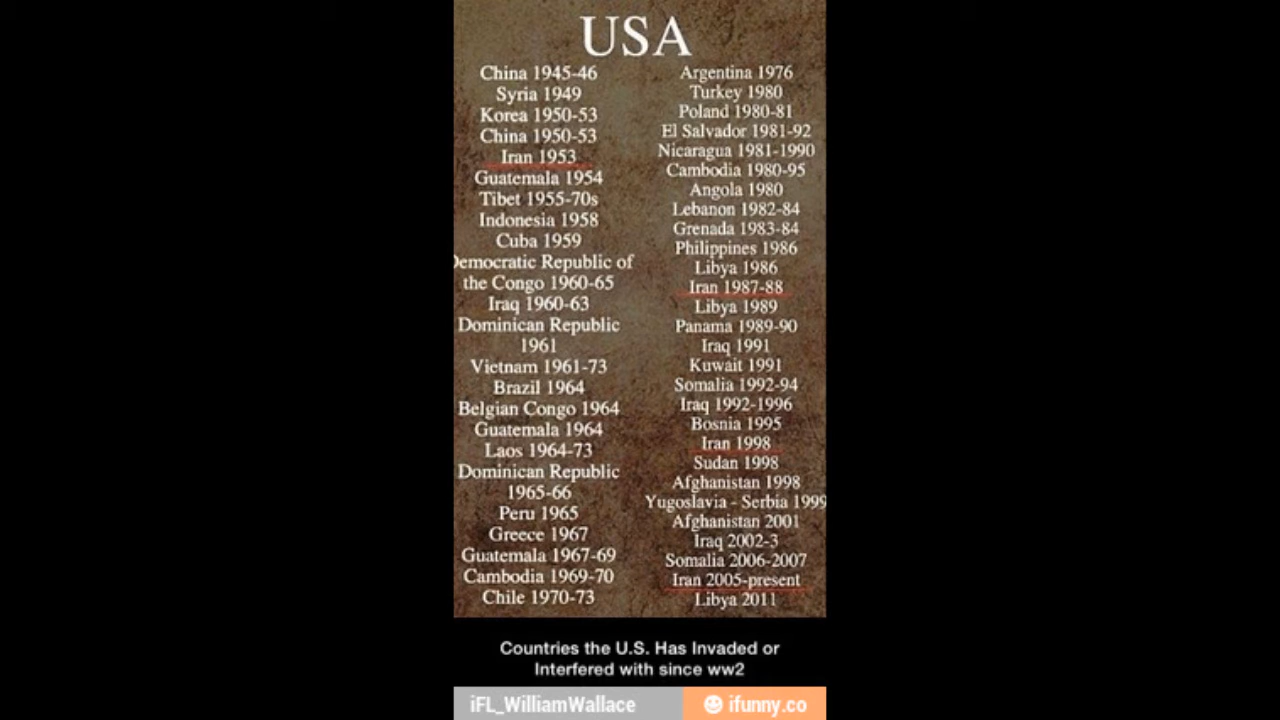 USA
China 1945-46
Syria 1949
Korea 1950-53
China 1950-53
Iran 1953
Guatemala 1954
Tibet 1955-70s
Indonesia 1958
Cuba 1959
Democratic Republic of
the Congo 1960-65
Iraq 1960-63
Dominican Republic
1961
Vietnam 1961-73
Brazil 1964
Belgian Congo 1964
Guatemala 1964
Laos 1964-73
Dominican Republic
1965-66
Peru 1965
Greece 1967
Guatemala 1967-69
Cambodia 1969-70
Chile 1970-73
Argentina 1976
Turkey 1980
Poland 1980-81
El Salvador 1981-92
Nicaragua 1981-1990
Cambodia 1980-95
Angola 1980
Lebanon 1982-84
Grenada 1983-84
Philippines 1986
Libya 1986
Iran 1987-88
Libya 1989
Panama 1989-90
Iraq 1991
Kuwait 1991
Somalia 1992-94
Iraq 1992-1996
Bosnia 1995
Iran 1998
Sudan 1998
Afghanistan 1998
Yugoslavia - Serbia 1999
Afghanistan 2001
Iraq 2002-3
Somalia 2006-2007
Iran 2005-present
Libya 2011
Countries the U.S. Has Invaded or
Interfered with since ww2
iFL_WilliamWallace
ifunny.co